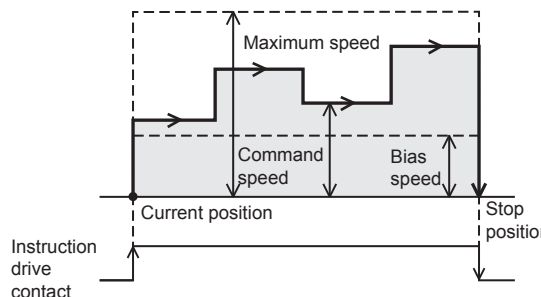 Maximum speed
Command
speed
Bias
speed
Current position
Stop
position
Instruction
drive
contact